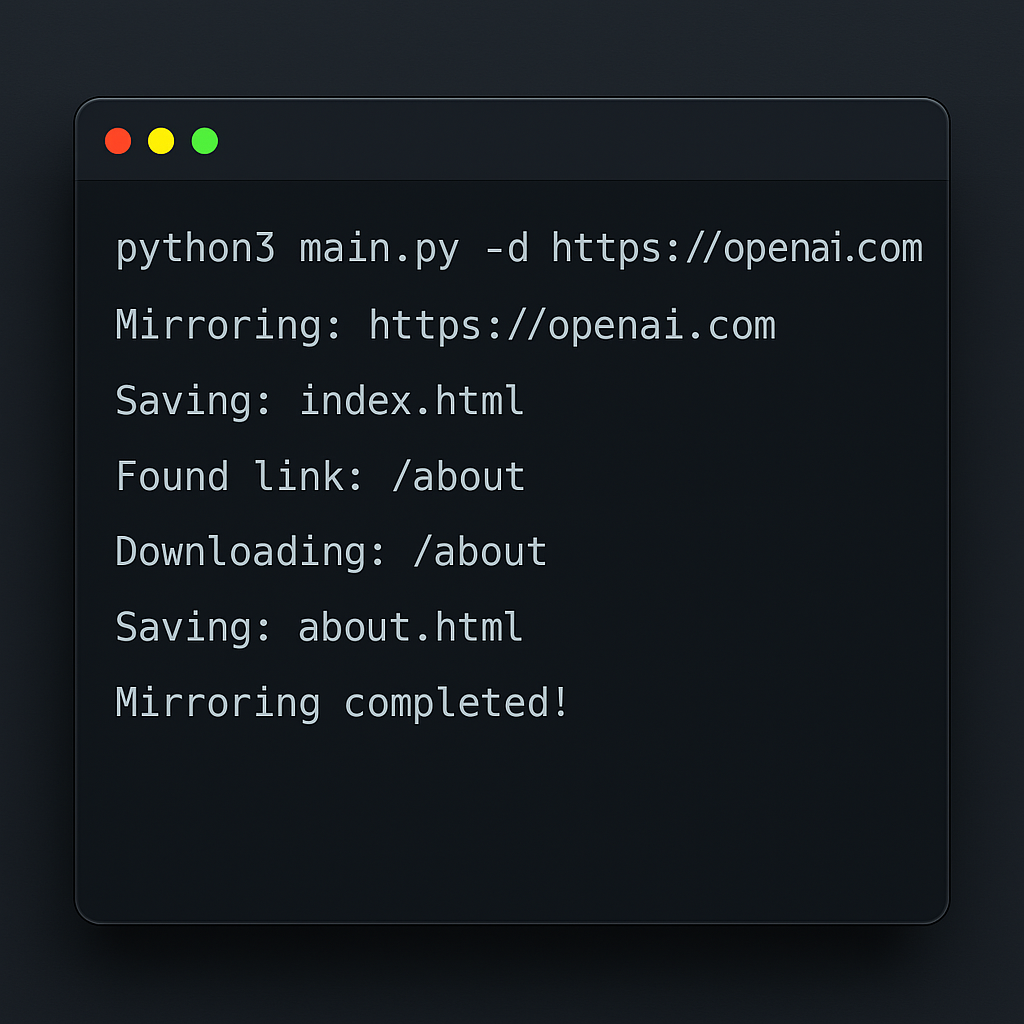 python3 main.py -d https://openai.com
Mirroring: https://openai.com
Saving: index.html
Found link: /about
Downloading: /about
Saving: about.html
Mirroring completed!